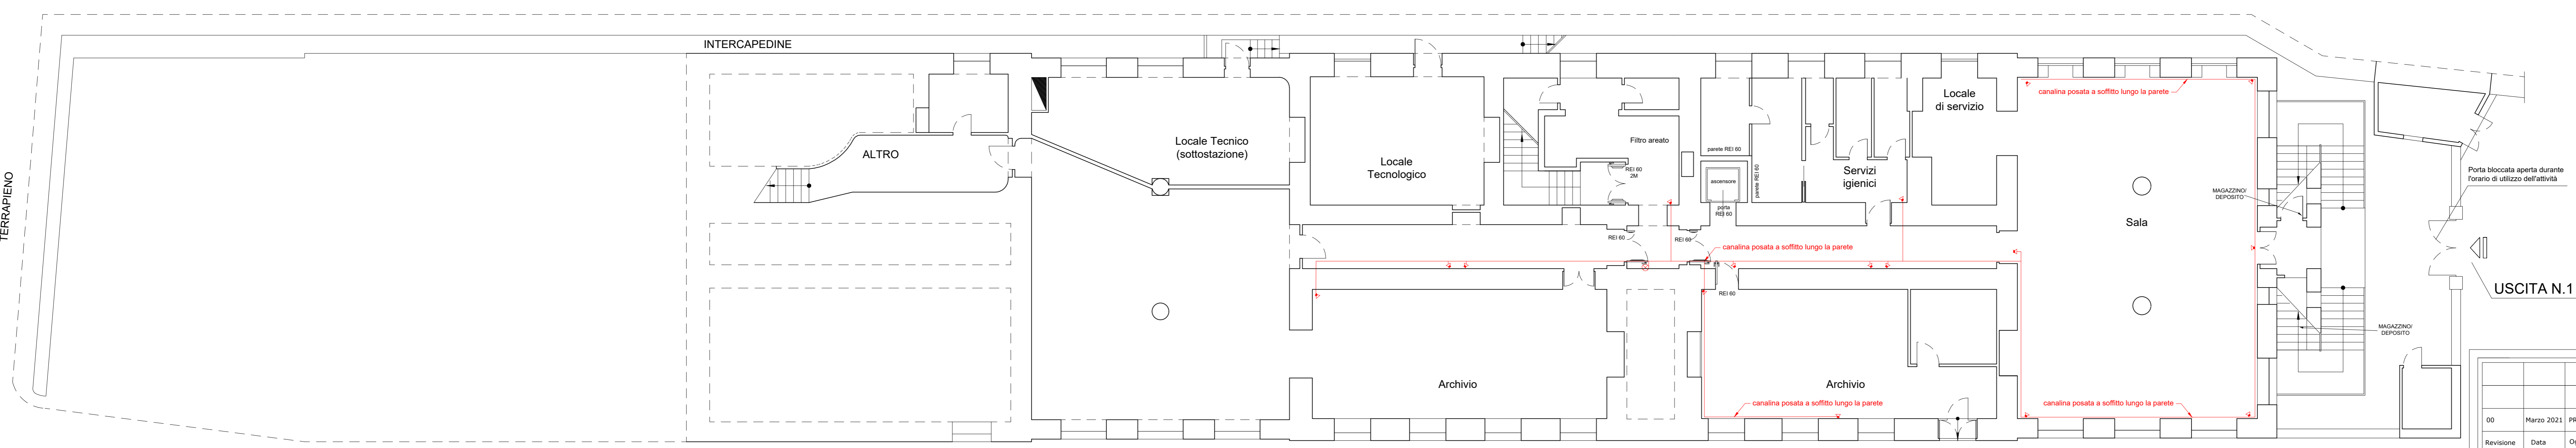 INTERCAPEDINE
TERRAPIENO
ALTRO
Locale Tecnico
(sottostazione)
Locale
Tecnologico
Filtro areato
REI 60
2M
parete REI 60
ascensore
porta
REI 60
parete REI 60
Servizi
igienici
Locale
di servizio
canalina posata a soffitto lungo la parete
Sala
MAGAZZINO/
DEPOSITO
Porta bloccata aperta durante
l'orario di utilizzo dell'attività
USCITA N.1
REI 60
REI 60
canalina posata a soffitto lungo la parete
REI 60
MAGAZZINO/
DEPOSITO
Archivio
Archivio
canalina posata a soffitto lungo la parete
canalina posata a soffitto lungo la parete
00
Marzo 2021
Revisione
Data